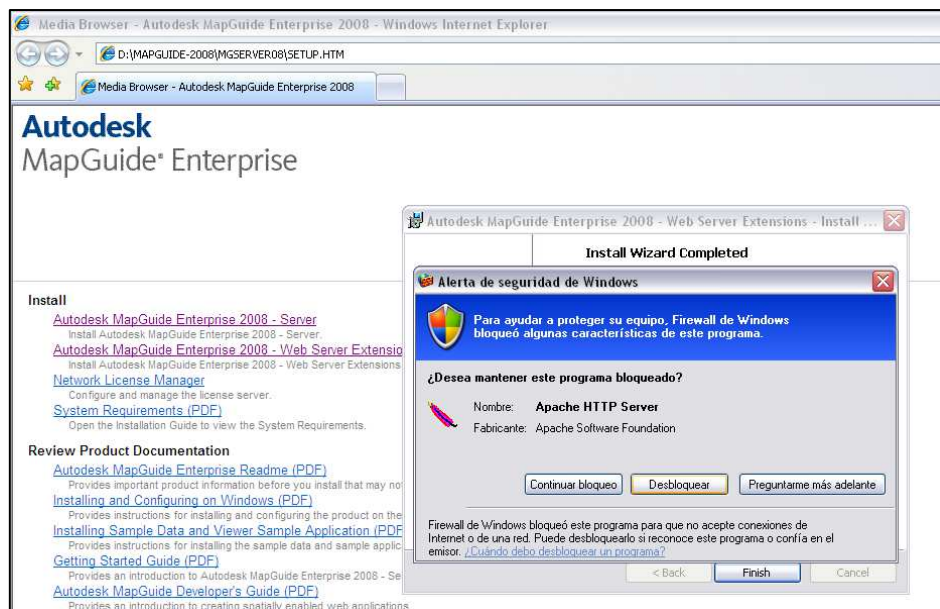 Media Browser - Autodesk MapGuide Enterprise 2008 - Windows Internet Explorer
D:\MAPGUIDE-2008\MGSERVER08\SETUP.HTM
Media Browser - Autodesk MapGuide Enterprise 2008
Autodesk
MapGuide® Enterprise
Autodesk MapGuide Enterprise 2008 - Web Server Extensions - Install ...
Install Wizard Completed
Alerta de seguridad de Windows
Para ayudar a proteger su equipo, Firewall de Windows
bloqueó algunas características de este programa.
¿Desea mantener este programa bloqueado?
Nombre: Apache HTTP Server
Fabricante: Apache Software Foundation
Continuar bloqueo Desbloquear Preguntarme más adelante
Firewall de Windows bloqueó este programa para que no acepte conexiones de
Internet o de una red. Puede desbloquearlo si reconoce este programa o confía en el
emisor. ¿Cuándo debo desbloquear un programa?
< Back Finish Cancel
Install
Autodesk MapGuide Enterprise 2008 - Server
Install Autodesk MapGuide Enterprise 2008 - Server.
Autodesk MapGuide Enterprise 2008 - Web Server Extensio
Install Autodesk MapGuide Enterprise 2008 - Web Server Extensions
Network License Manager
Configure and manage the license server.
System Requirements (PDF)
Open the Installation Guide to view the System Requirements.
Review Product Documentation
Autodesk MapGuide Enterprise Readme (PDF)
Provides important product information before you install that may no
Installing and Configuring on Windows (PDF)
Provides instructions for installing and configuring the product on the
Installing Sample Data and Viewer Sample Application (PDF
Provides instructions for installing the sample data and sample applic
Getting Started Guide (PDF)
Provides an introduction to Autodesk MapGuide Enterprise 2008 - Se
Autodesk MapGuide Developer's Guide (PDF)
Provides an introduction to creating spatially enabled web applications